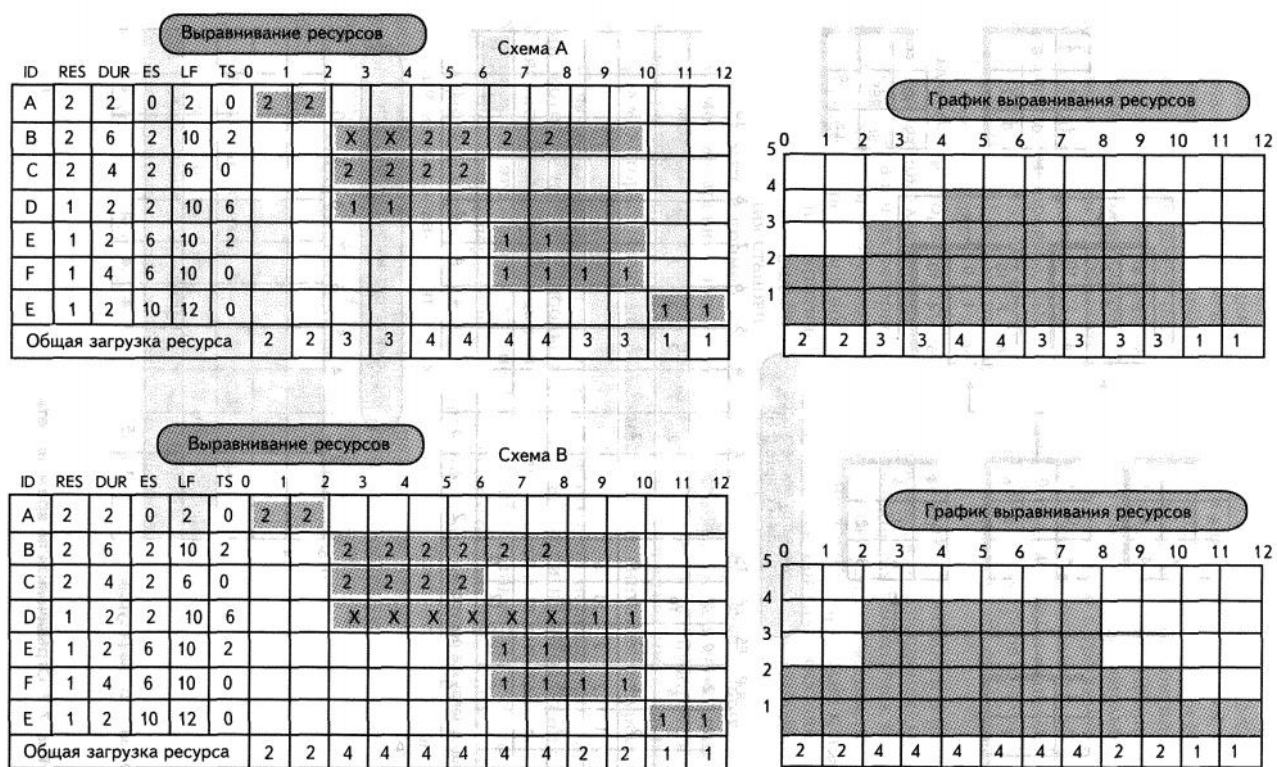 Выравнивание ресурсов
Схема А
ID RES DUR ES LF TS 0 1 2 3 4 5 6 7 8 9 10 11 12
A 2 2 0 2 0 2 2
B 2 6 2 10 2 X X 2 2 2 2
C 2 4 2 6 0 2 2 2 2
D 1 2 2 10 6 1 1
E 1 2 6 10 2 1 1
F 1 4 6 10 0 1 1 1 1
E 1 2 10 12 0 1 1
Общая загрузка ресурса 2 2 3 3 4 4 4 4 3 3 1 1
График выравнивания ресурсов
0 1 2 3 4 5 6 7 8 9 10 11 12
5
4
3
2
1
2 2 3 3 4 4 3 3 3 3 1 1
Выравнивание ресурсов
Схема В
ID RES DUR ES LF TS 0 1 2 3 4 5 6 7 8 9 10 11 12
A 2 2 0 2 0 2 2
B 2 6 2 10 2 2 2 2 2 2 2
C 2 4 2 6 0 2 2 2 2
D 1 2 2 10 6 X X X X X X 1 1
E 1 2 6 10 2 1 1
F 1 4 6 10 0 1 1 1 1
E 1 2 10 12 0 1 1
Общая загрузка ресурса 2 2 4 4 4 4 4 4 2 2 1 1
График выравнивания ресурсов
0 1 2 3 4 5 6 7 8 9 10 11 12
5
4
3
2
1
2 2 4 4 4 4 4 4 2 2 1 1